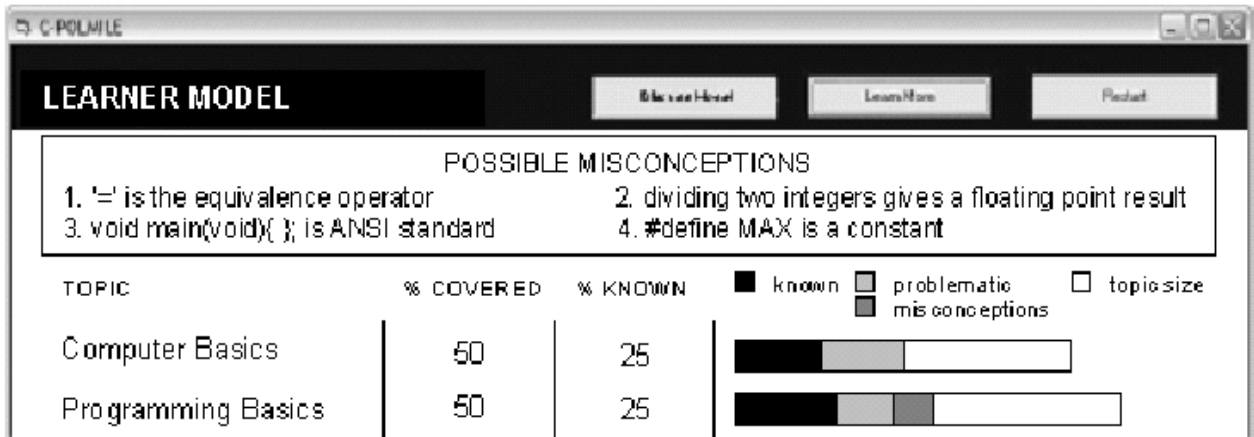 C-POLMILE
LEARNER MODEL
Learn More
Restart
POSSIBLE MISCONCEPTIONS
1. '=' is the equivalence operator
2. dividing two integers gives a floating point result
3. void main(void){ }; is ANSI standard
4. #define MAX is a constant
TOPIC % COVERED % KNOWN
known problematic topic size
misconceptions
Computer Basics 50 25
Programming Basics 50 25